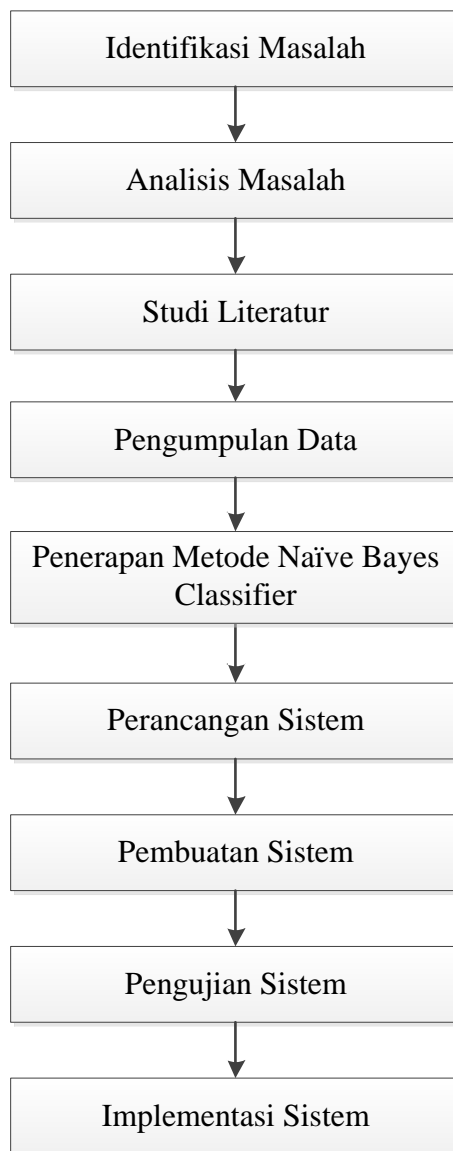 Identifikasi Masalah
Analisis Masalah
Studi Literatur
Pengumpulan Data
Penerapan Metode Naïve Bayes
Classifier
Perancangan Sistem
Pembuatan Sistem
Pengujian Sistem
Implementasi Sistem